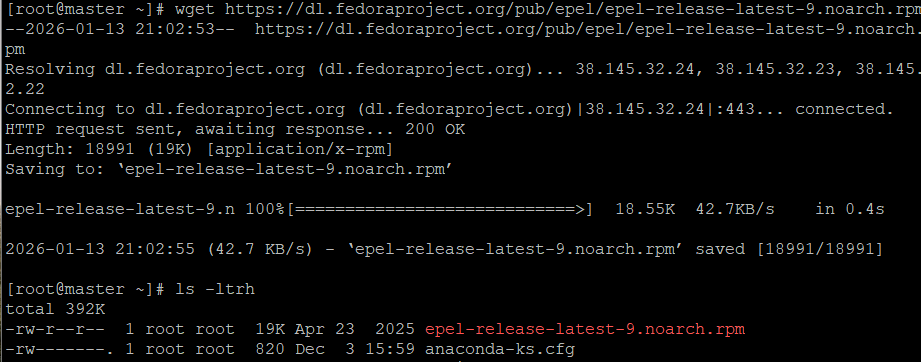 [root@master ~]# wget https://dl.fedoraproject.org/pub/epel/epel-release-latest-9.noarch.rpm
--2026-01-13 21:02:53--  https://dl.fedoraproject.org/pub/epel/epel-release-latest-9.noarch.
pm
Resolving dl.fedoraproject.org (dl.fedoraproject.org)... 38.145.32.24, 38.145.32.23, 38.145.
2.22
Connecting to dl.fedoraproject.org (dl.fedoraproject.org)|38.145.32.24|:443... connected.
HTTP request sent, awaiting response... 200 OK
Length: 18991 (19K) [application/x-rpm]
Saving to: ‘epel-release-latest-9.noarch.rpm’
epel-release-latest-9.n 100%[============================>]  18.55K  42.7KB/s    in 0.4s
2026-01-13 21:02:55 (42.7 KB/s) - ‘epel-release-latest-9.noarch.rpm’ saved [18991/18991]
[root@master ~]# ls -ltrh
total 392K
-rw-r--r--  1 root root  19K Apr 23  2025 epel-release-latest-9.noarch.rpm
-rw-------. 1 root root  820 Dec  3 15:59 anaconda-ks.cfg